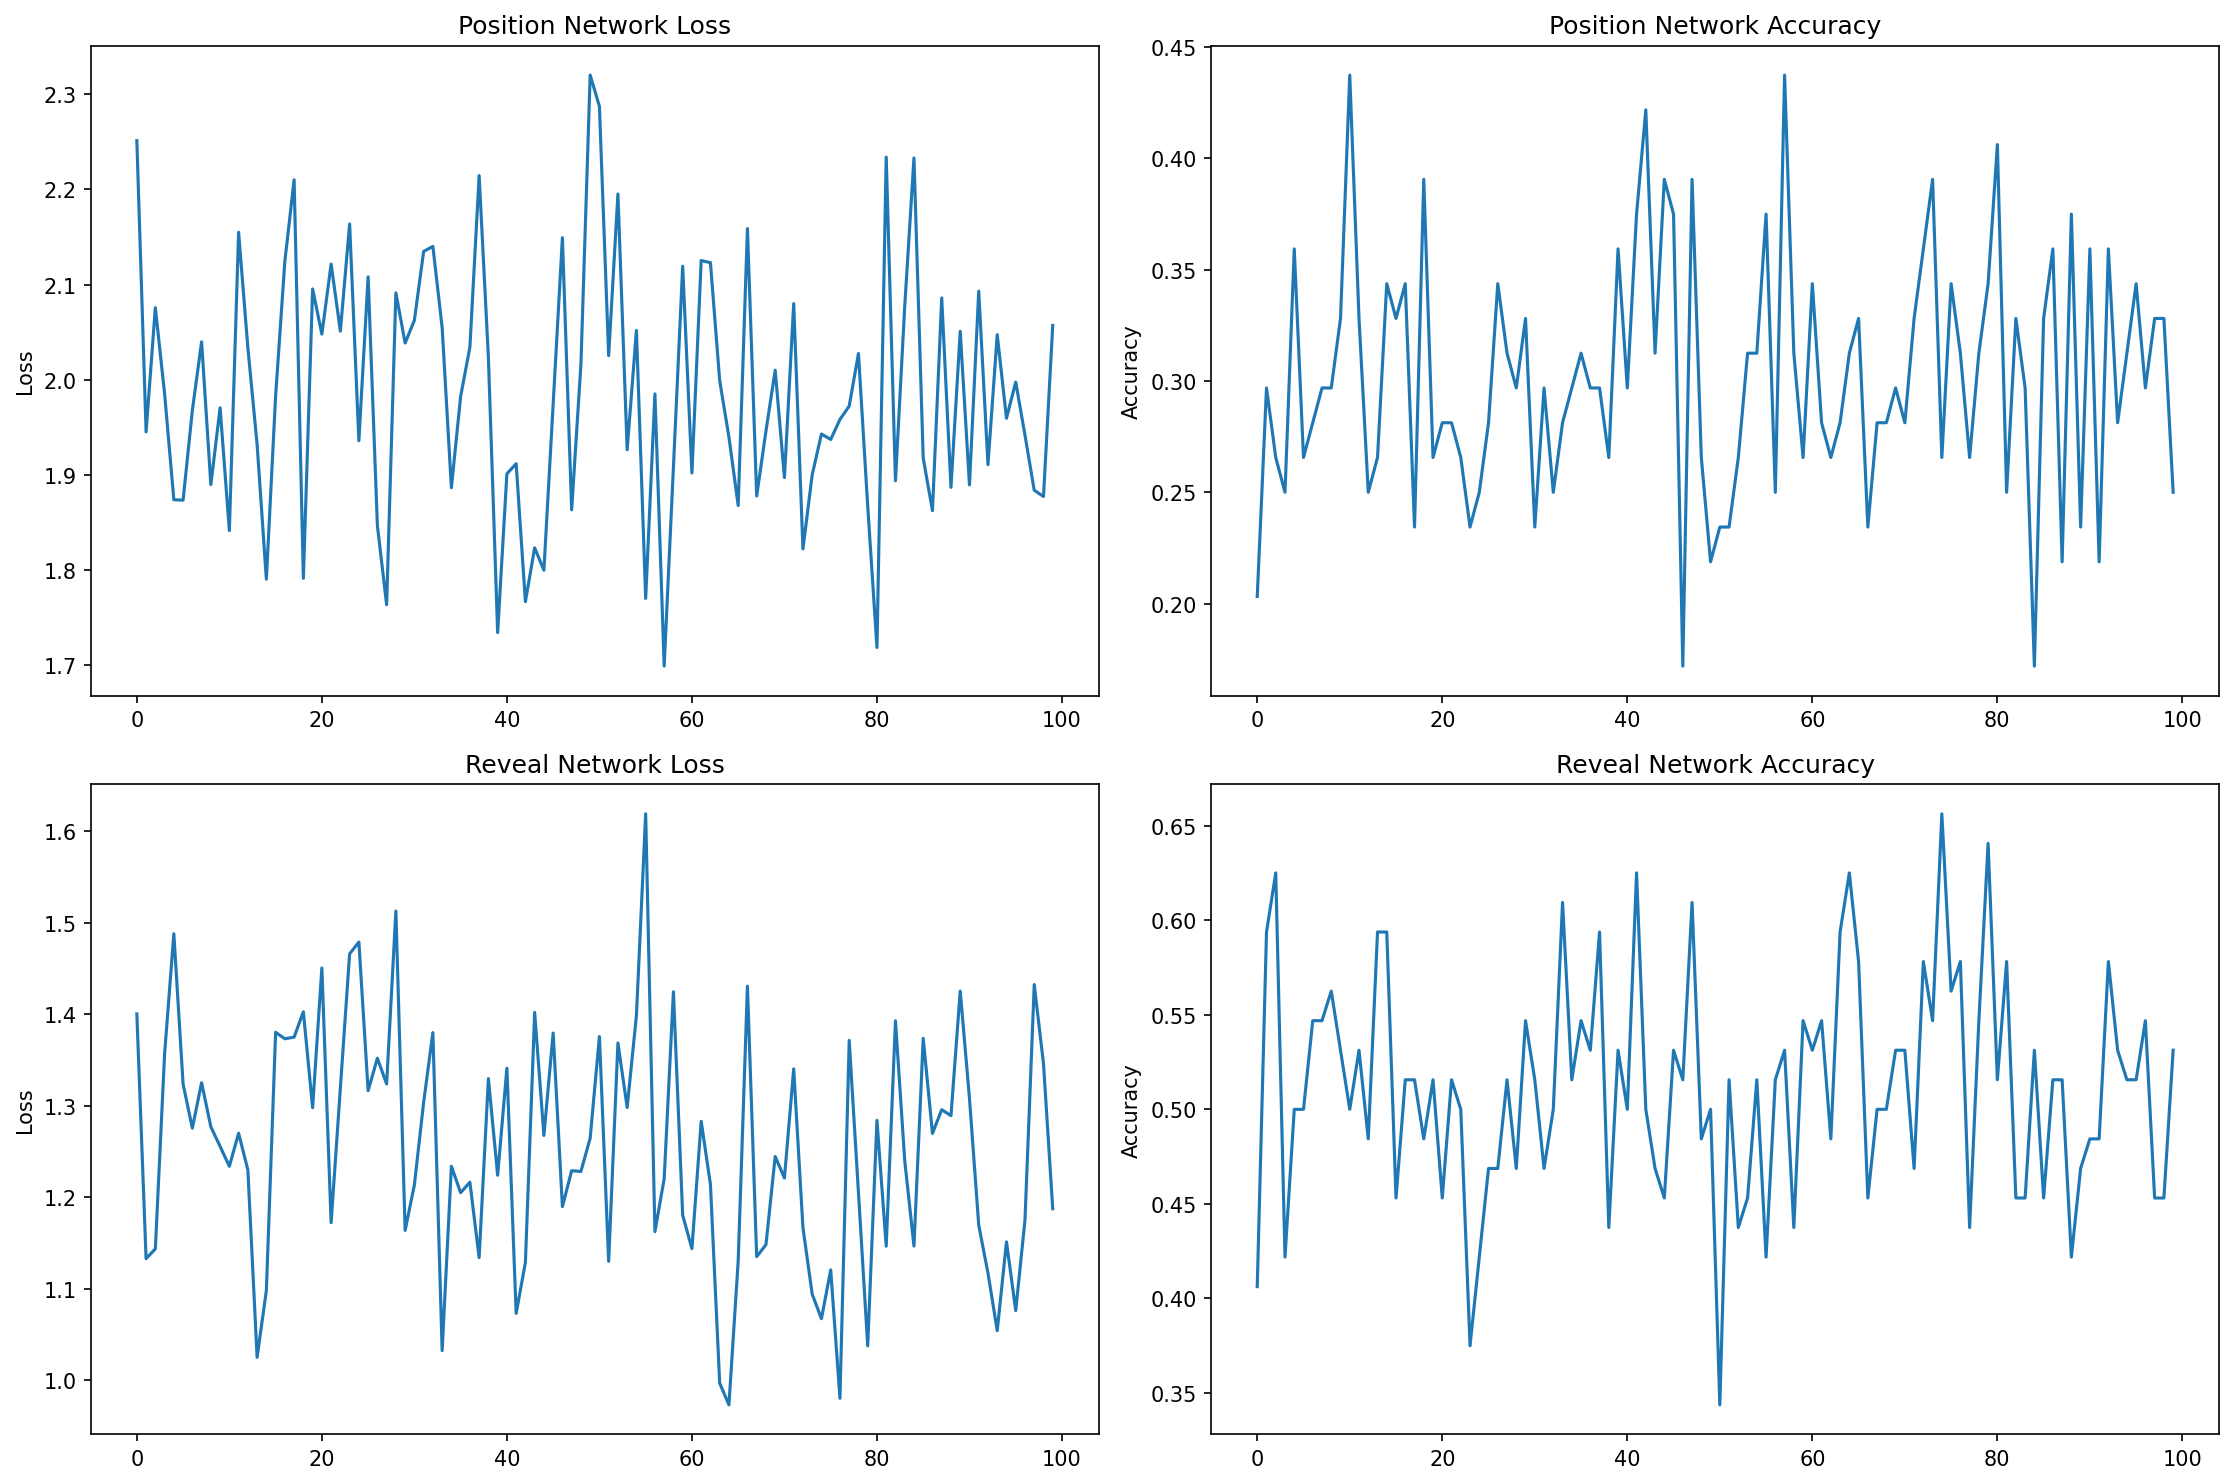 Position Network Loss
Loss
2.3
2.2
2.1
2.0
1.9
1.8
1.7
0 20 40 60 80 100
Position Network Accuracy
Accuracy
0.45
0.40
0.35
0.30
0.25
0.20
0 20 40 60 80 100
Reveal Network Loss
Loss
1.6
1.5
1.4
1.3
1.2
1.1
1.0
0 20 40 60 80 100
Reveal Network Accuracy
Accuracy
0.65
0.60
0.55
0.50
0.45
0.40
0.35
0 20 40 60 80 100